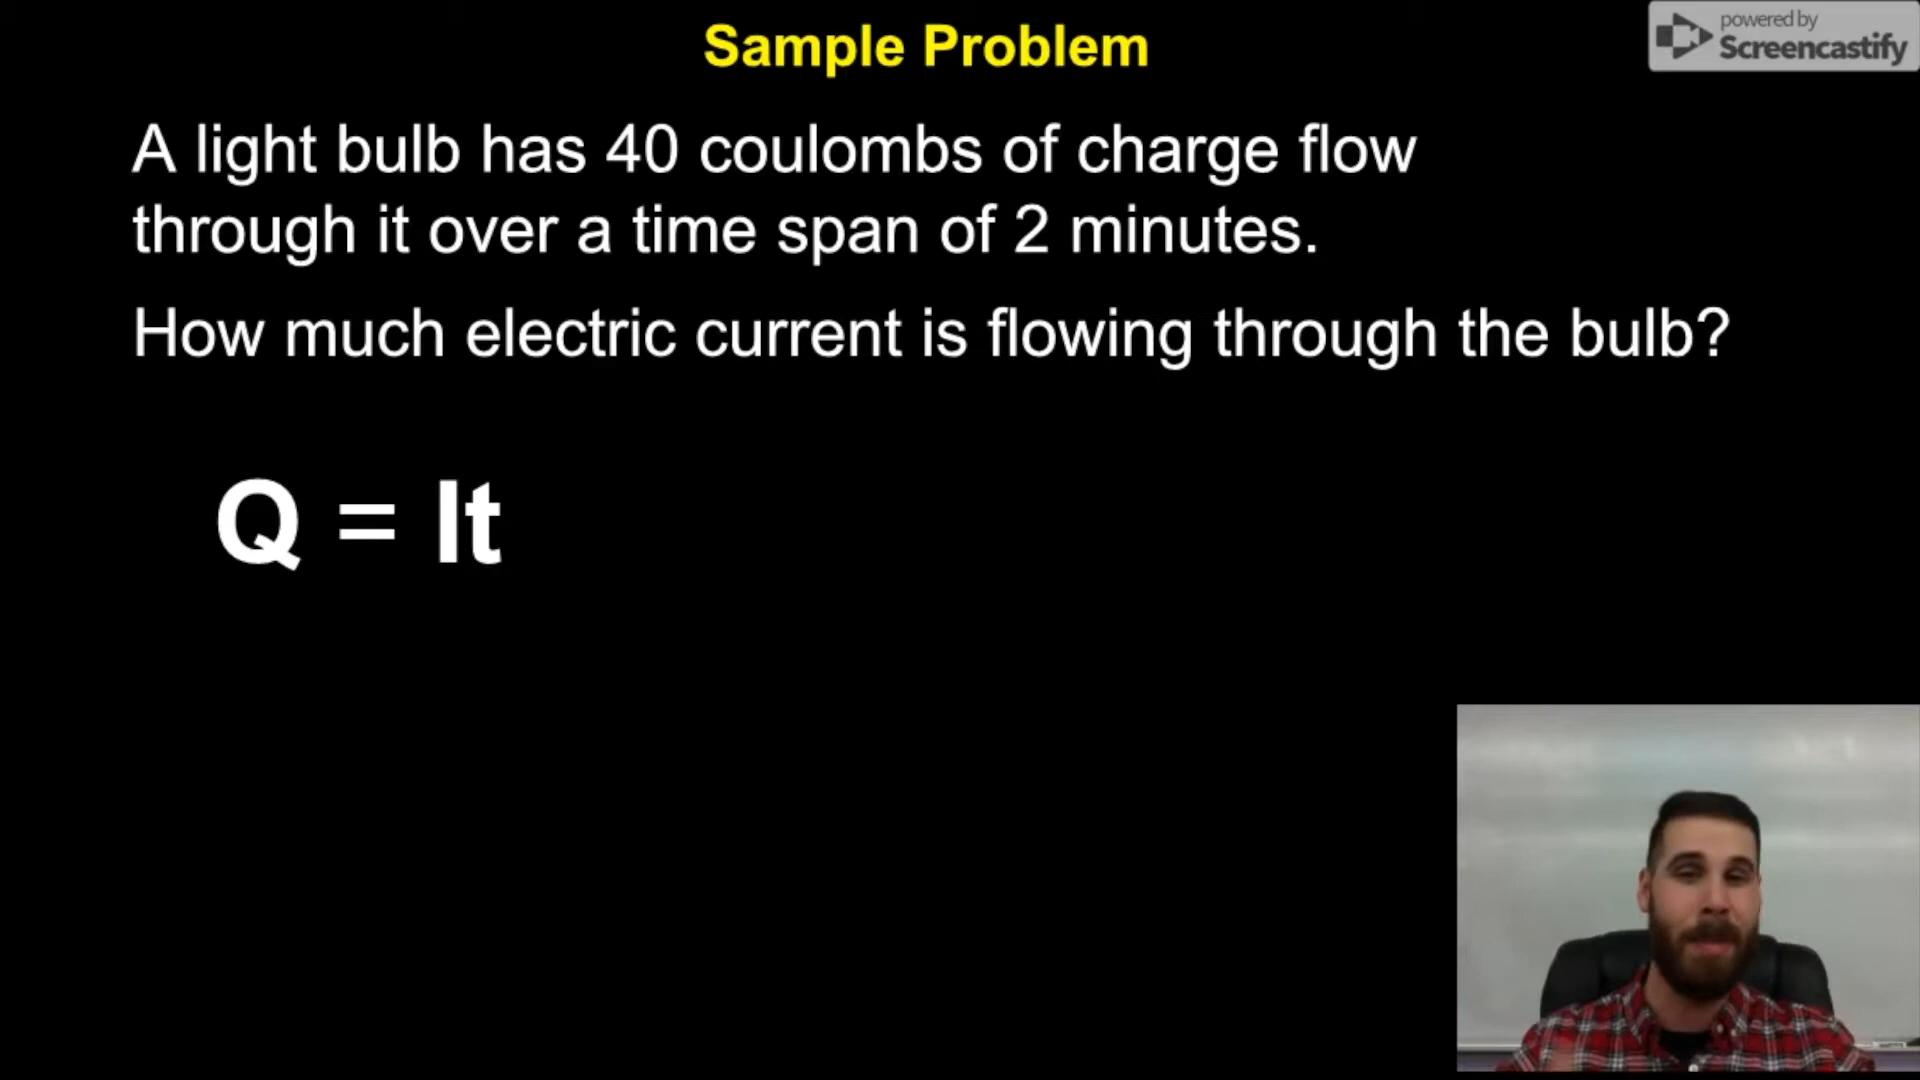 Sample Problem
powered by
Screencastify
A light bulb has 40 coulombs of charge flow
through it over a time span of 2 minutes.
How much electric current is flowing through the bulb?
Q = It